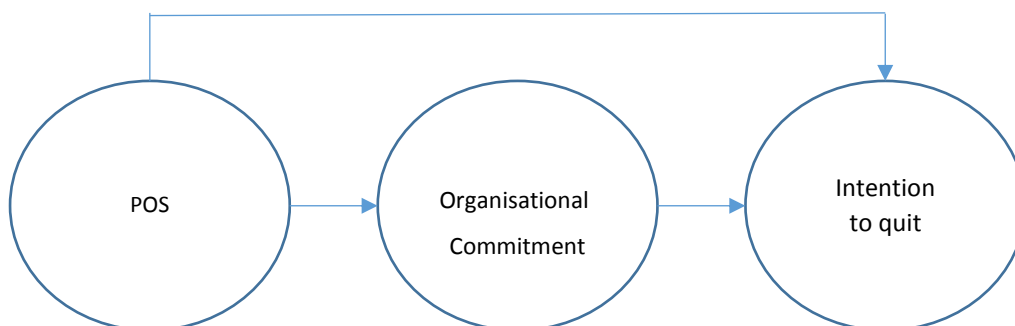 POS
Organisational
Commitment
Intention
to quit